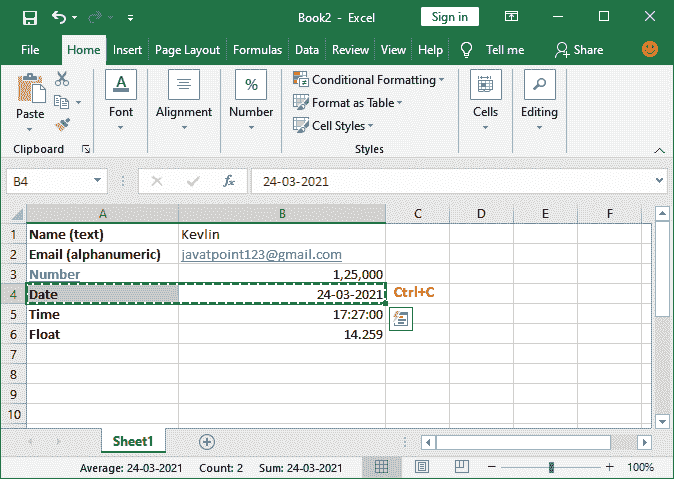 Book2 - Excel
Sign in
File Home Insert Page Layout Formulas Data Review View Help Tell me Share
Paste
Clipboard
A
Font
Alignment
%
Number
Conditional Formatting
Format as Table
Cell Styles
Styles
Cells
Editing
B4 fx 24-03-2021
A B C D E F
1 Name (text) Kevlin
2 Email (alphanumeric) javatpoint123@gmail.com
3 Number 1,25,000
4 Date 24-03-2021 Ctrl+C
5 Time 17:27:00
6 Float 14.259
7
8
9
10
Sheet1
Average: 24-03-2021 Count: 2 Sum: 24-03-2021 100%